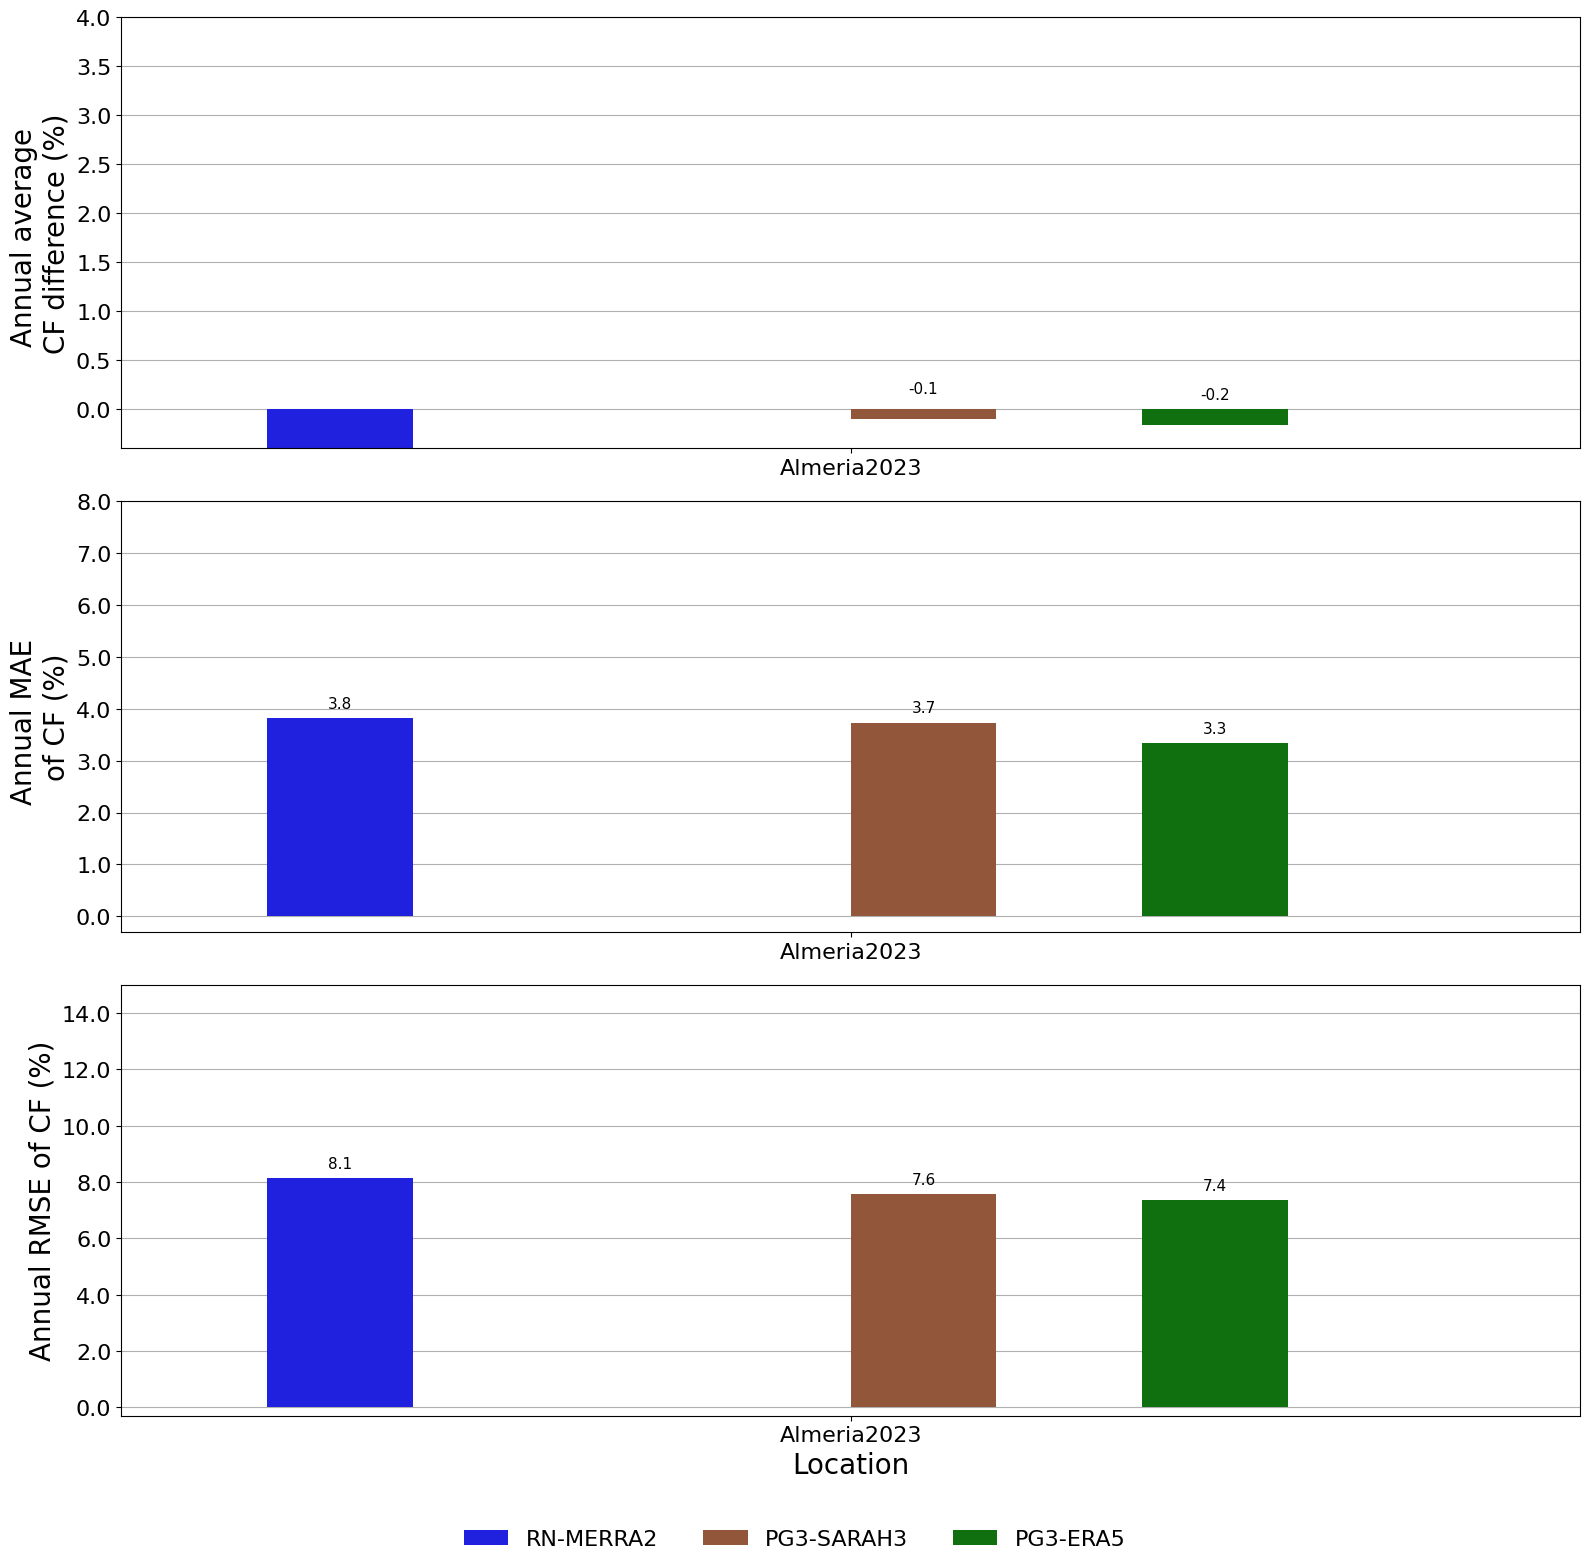 Annual average
CF difference (%)
4.0
3.5
3.0
2.5
2.0
1.5
1.0
0.5
0.0
-0.1
-0.2
Almeria2023
Annual MAE
of CF (%)
8.0
7.0
6.0
5.0
4.0
3.0
2.0
1.0
0.0
3.8
3.7
3.3
Almeria2023
Annual RMSE of CF (%)
14.0
12.0
10.0
8.0
6.0
4.0
2.0
0.0
8.1
7.6
7.4
Almeria2023
Location
RN-MERRA2
PG3-SARAH3
PG3-ERA5